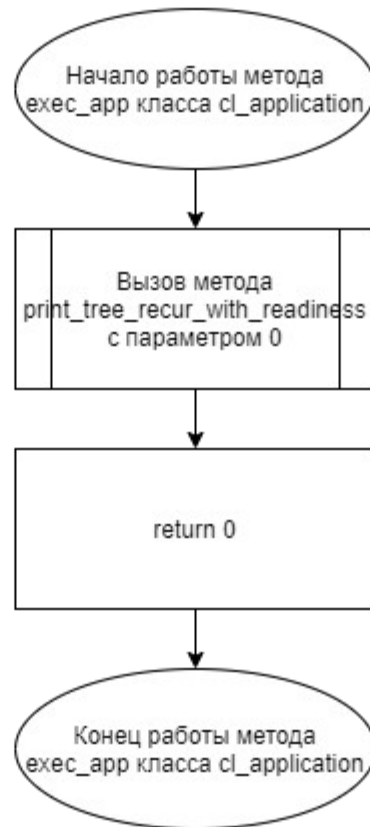 Начало работы метода
exec_app класса cl_application
Вызов метода
print_tree_recur_with_readiness
с параметром 0
return 0
Конец работы метода
exec_app класса cl_application